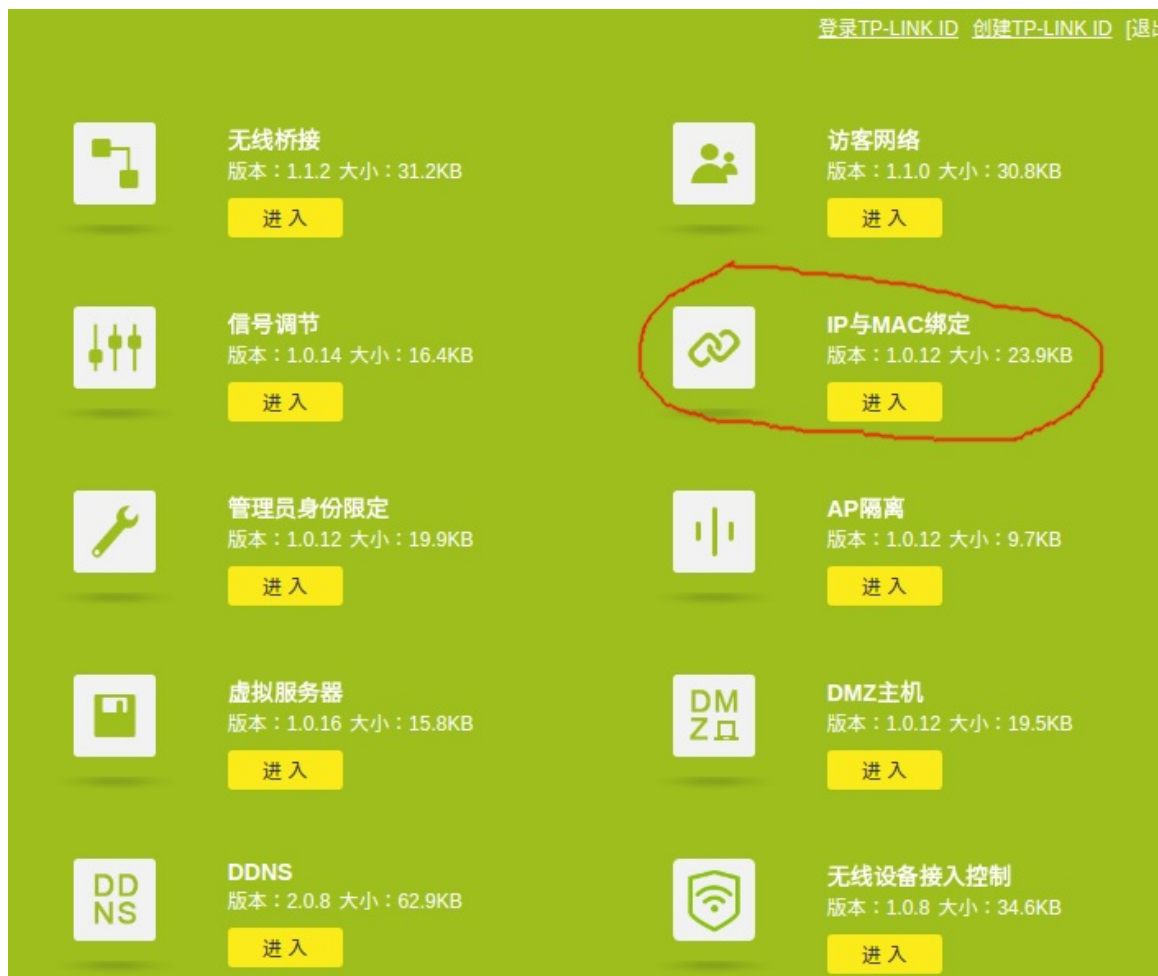 登录TP-LINK ID 创建TP-LINK ID [退出
无线桥接
版本：1.1.2 大小：31.2KB
进 入
访客网络
版本：1.1.0 大小：30.8KB
进 入
信号调节
版本：1.0.14 大小：16.4KB
进 入
IP与MAC绑定
版本：1.0.12 大小：23.9KB
进 入
管理员身份限定
版本：1.0.12 大小：19.9KB
进 入
AP隔离
版本：1.0.12 大小：9.7KB
进 入
虚拟服务器
版本：1.0.16 大小：15.8KB
进 入
DM
Z
DMZ主机
版本：1.0.12 大小：19.5KB
进 入
DD
NS
DDNS
版本：2.0.8 大小：62.9KB
进 入
无线设备接入控制
版本：1.0.8 大小：34.6KB
进 入